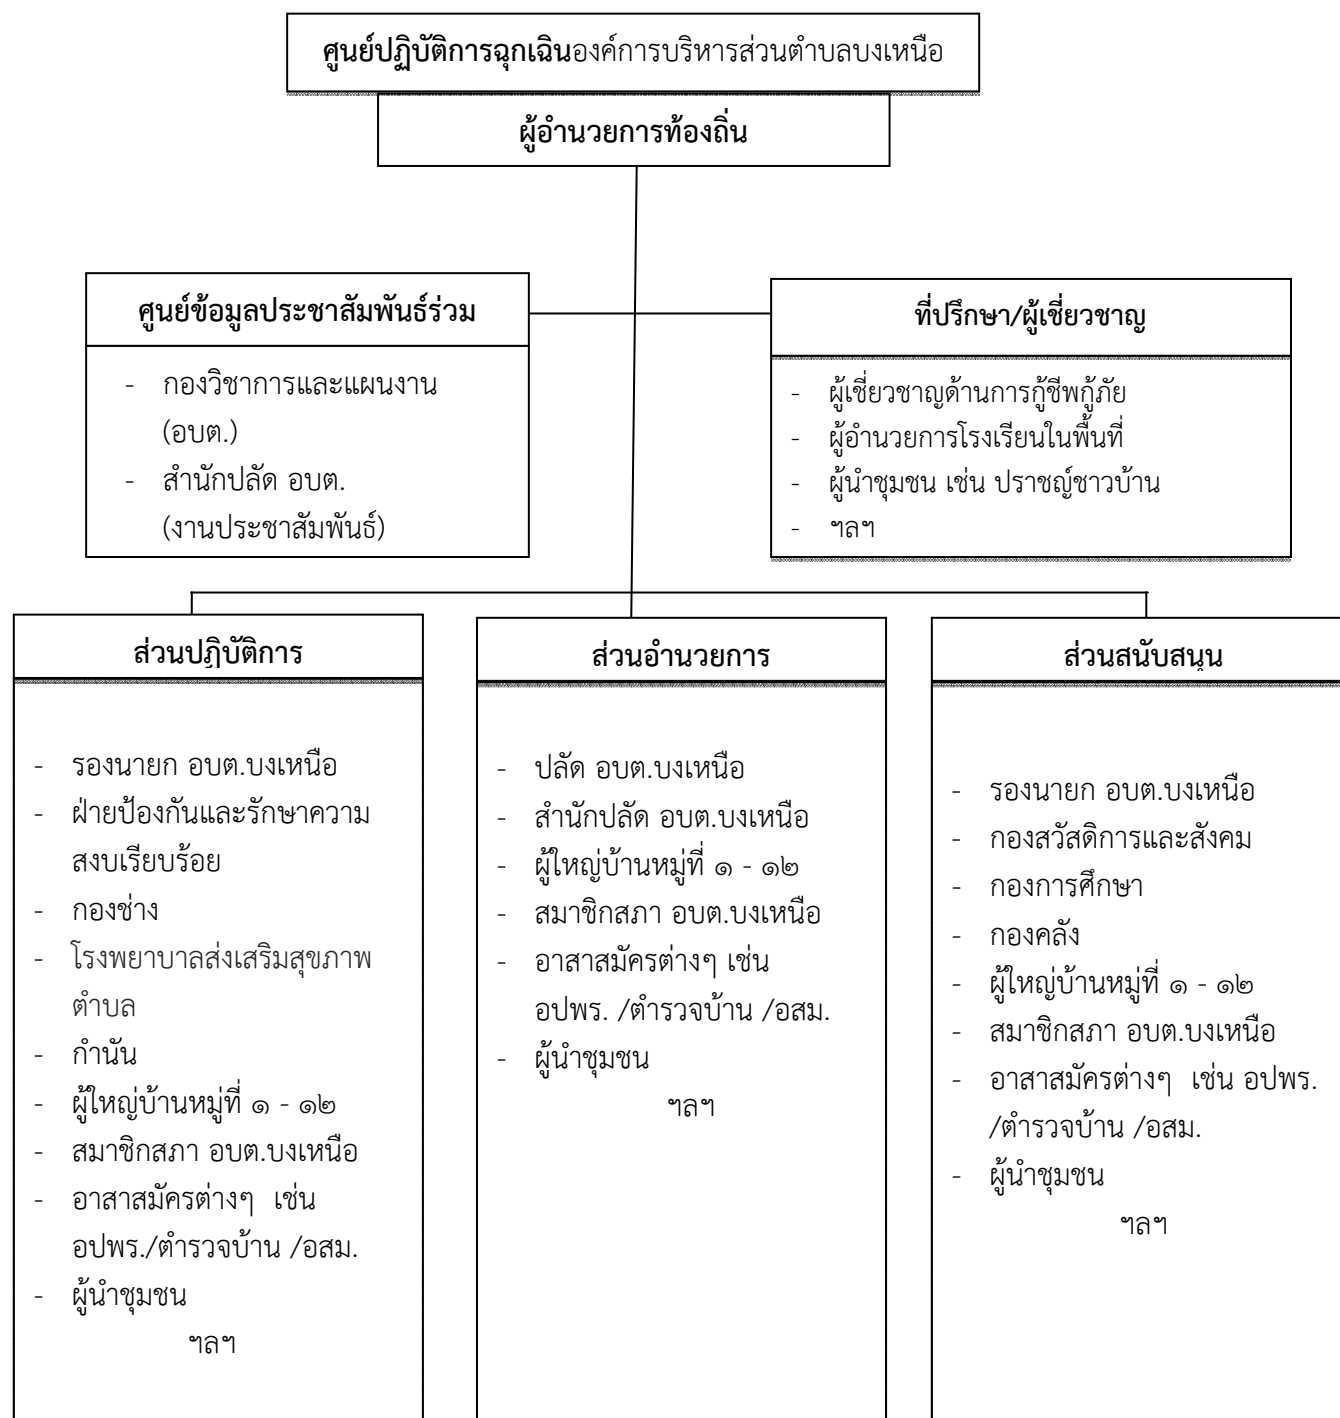 ศูนย์ปฏิบัติการฉุกเฉินองค์การบริหารส่วนตำบลบงเหนือ
ผู้อำนวยการท้องถิ่น
ศูนย์ข้อมูลประชาสัมพันธ์ร่วม
- กองวิชาการและแผนงาน
(อบต.)
- สำนักปลัด อบต.
(งานประชาสัมพันธ์)
ที่ปรึกษา/ผู้เชี่ยวชาญ
- ผู้เชี่ยวชาญด้านการกู้ชีพกู้ภัย
- ผู้อำนวยการโรงเรียนในพื้นที่
- ผู้นำชุมชน เช่น ปราชญ์ชาวบ้าน
- ฯลฯ
ส่วนปฏิบัติการ
- รองนายก อบต.บงเหนือ
- ฝ่ายป้องกันและรักษาความ
สงบเรียบร้อย
- กองช่าง
- โรงพยาบาลส่งเสริมสุขภาพ
ตำบล
- กำนัน
- ผู้ใหญ่บ้านหมู่ที่ ๑ - ๑๒
- สมาชิกสภา อบต.บงเหนือ
- อาสาสมัครต่างๆ เช่น
อปพร./ตำรวจบ้าน /อสม.
- ผู้นำชุมชน
ฯลฯ
ส่วนอำนวยการ
- ปลัด อบต.บงเหนือ
- สำนักปลัด อบต.บงเหนือ
- ผู้ใหญ่บ้านหมู่ที่ ๑ - ๑๒
- สมาชิกสภา อบต.บงเหนือ
- อาสาสมัครต่างๆ เช่น
อปพร. /ตำรวจบ้าน /อสม.
- ผู้นำชุมชน
ฯลฯ
ส่วนสนับสนุน
- รองนายก อบต.บงเหนือ
- กองสวัสดิการและสังคม
- กองการศึกษา
- กองคลัง
- ผู้ใหญ่บ้านหมู่ที่ ๑ - ๑๒
- สมาชิกสภา อบต.บงเหนือ
- อาสาสมัครต่างๆ เช่น อปพร.
/ตำรวจบ้าน /อสม.
- ผู้นำชุมชน
ฯลฯ